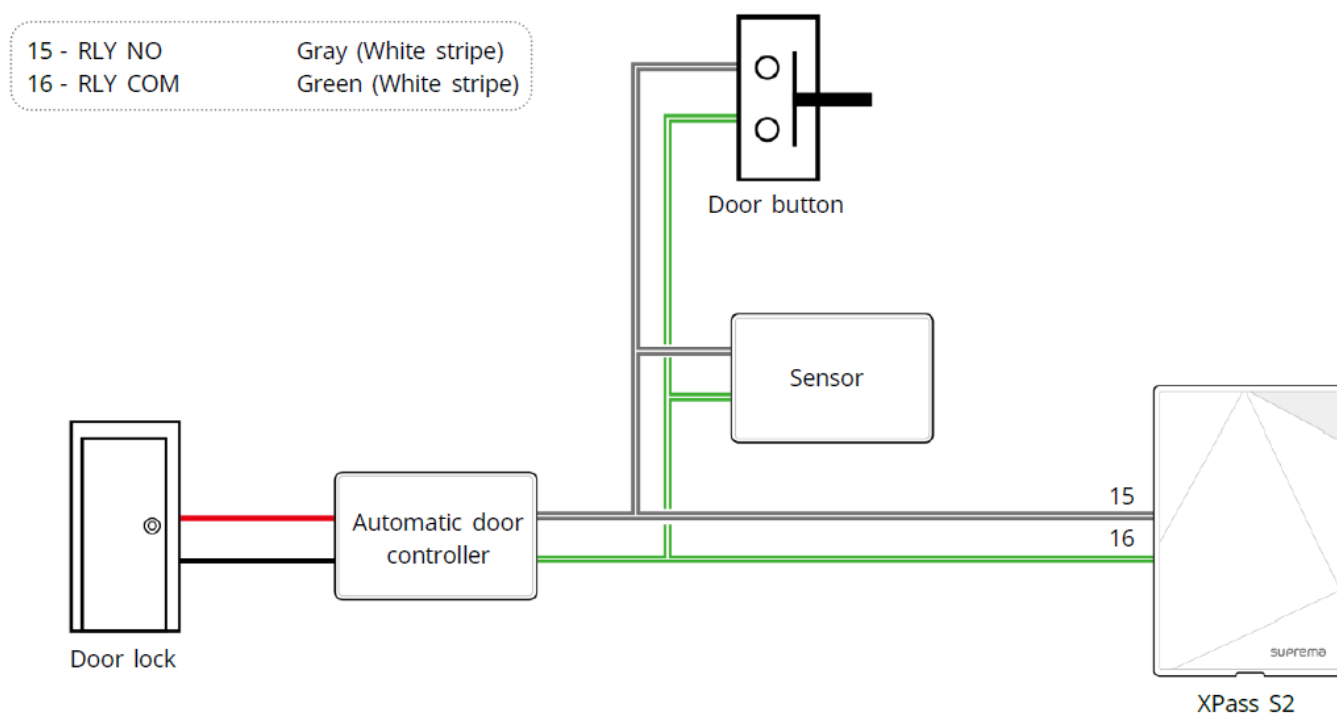 15 - RLY NO Gray (White stripe)
16 - RLY COM Green (White stripe)
Door button
Sensor
15
Automatic door
controller
16
suprema
Door lock
XPass S2